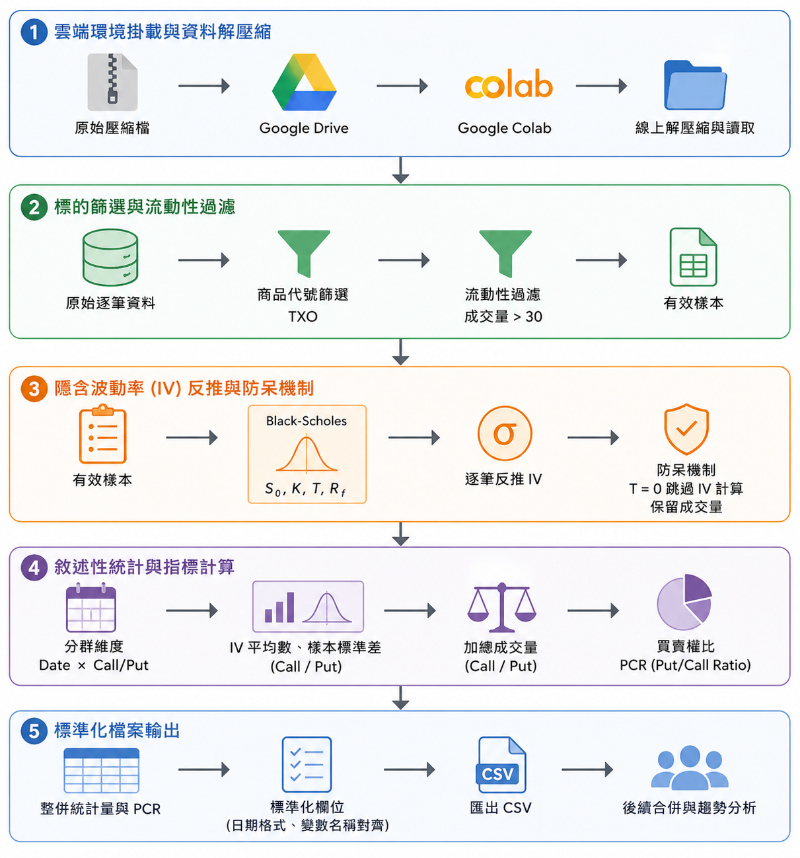 1 雲端環境掛載與資料解壓縮
原始壓縮檔
Google Drive
colab
Google Colab
線上解壓縮與讀取
2 標的篩選與流動性過濾
原始逐筆資料
商品代號篩選
TXO
流動性過濾
成交量 > 30
有效樣本
3 隱含波動率 (IV) 反推與防呆機制
有效樣本
Black-Scholes
S₀, K, T, R_f
σ
逐筆反推 IV
防呆機制
T = 0 跳過 IV 計算
保留成交量
4 敘述性統計與指標計算
分群維度
Date × Call/Put
IV 平均數、樣本標準差
(Call / Put)
加總成交量
(Call / Put)
買賣權比
PCR (Put/Call Ratio)
5 標準化檔案輸出
整併統計量與 PCR
標準化欄位
(日期格式、變數名稱對齊)
CSV
匯出 CSV
後續合併與趨勢分析